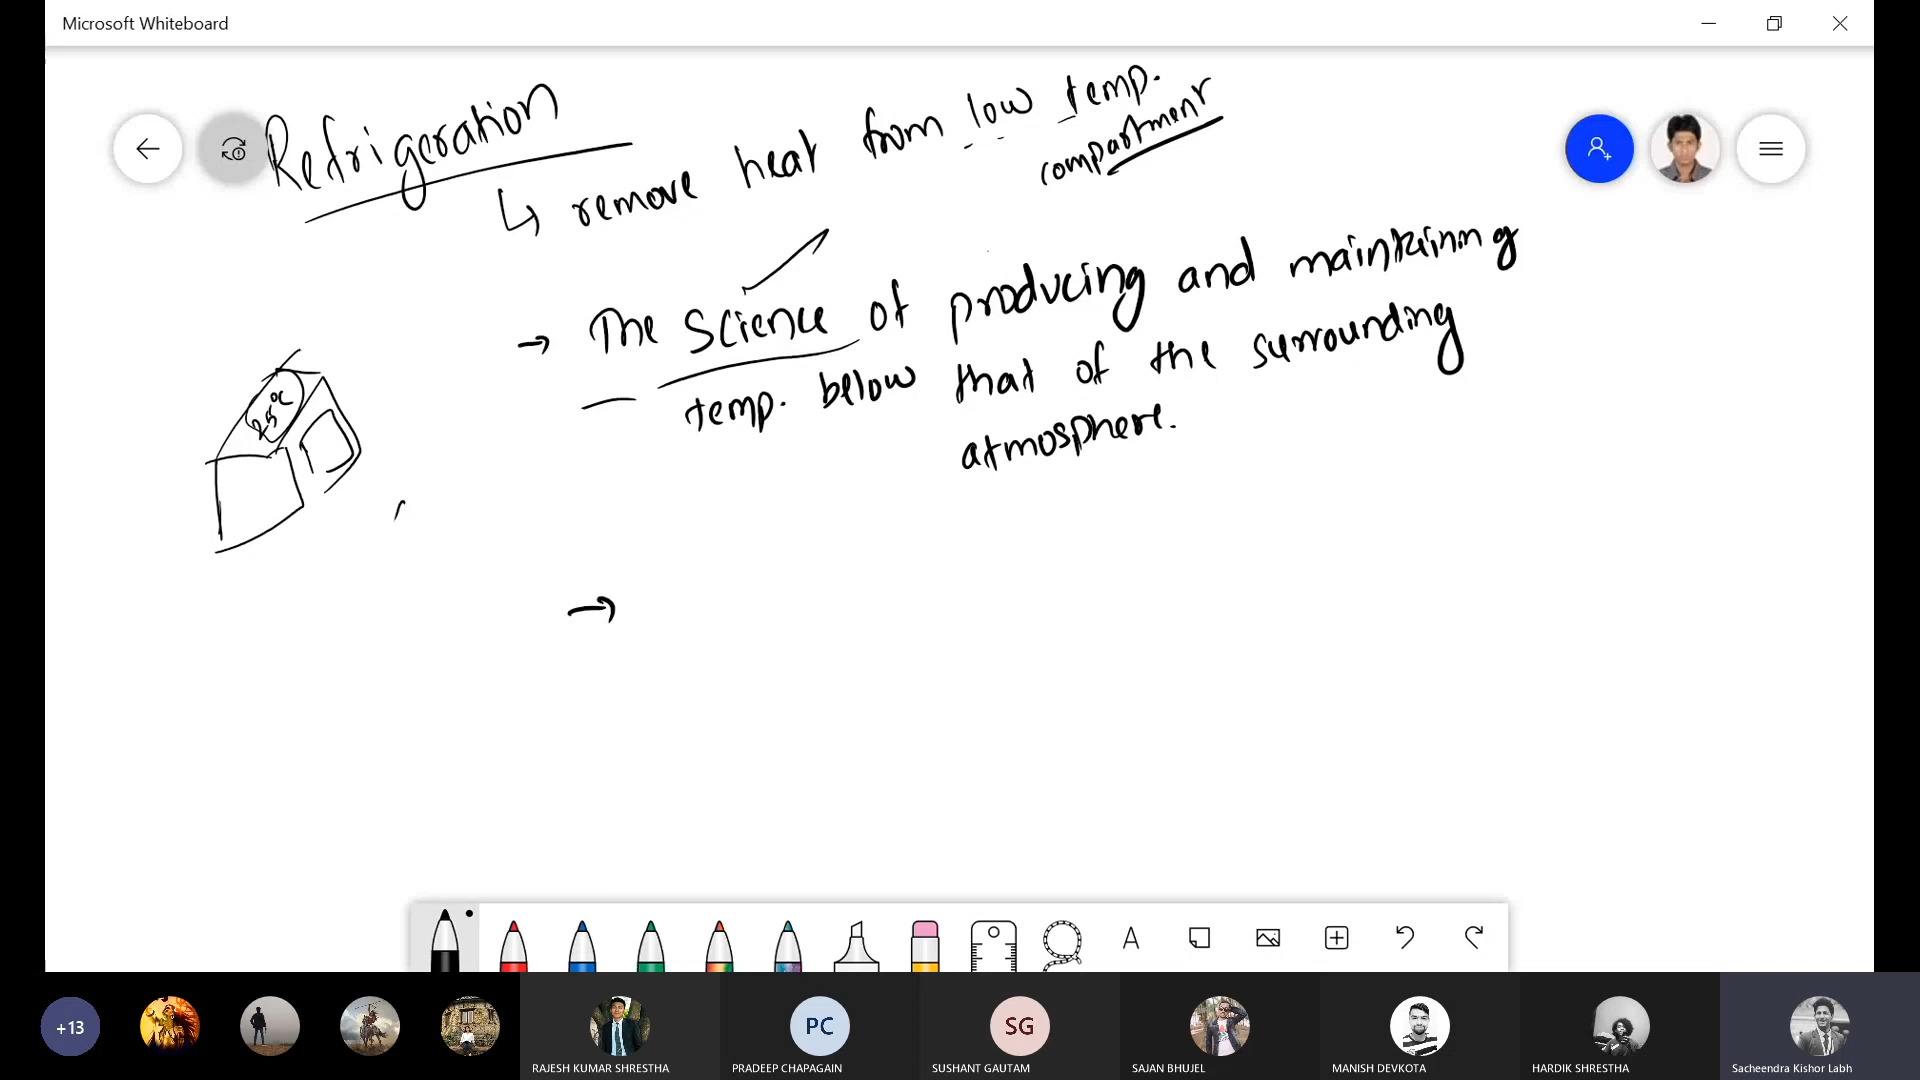 Microsoft Whiteboard
Refrigeration
↳ remove heat from low temp.
compartment
→ The Science of producing and maintaining
temp. below that of the surrounding
atmosphere.
25°C
→
A
+13
PC
SG
RAJESH KUMAR SHRESTHA
PRADEEP CHAPAGAIN
SUSHANT GAUTAM
SAJAN BHUJEL
MANISH DEVKOTA
HARDIK SHRESTHA
Sacheendra Kishor Labh